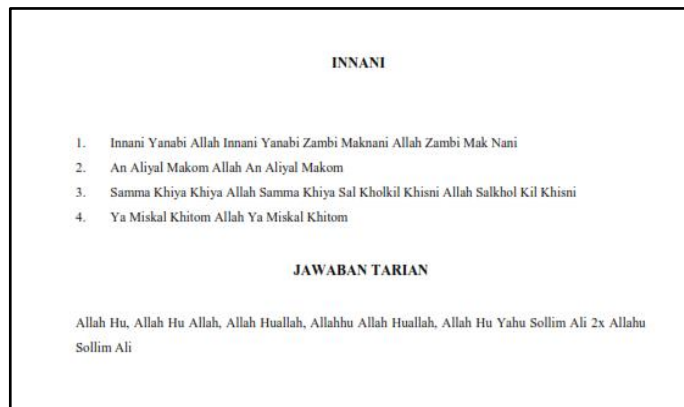 INNANI
1. Innani Yanabi Allah Innani Yanabi Zambi Maknani Allah Zambi Mak Nani
2. An Aliyal Makom Allah An Aliyal Makom
3. Samma Khiya Khiya Allah Samma Khiya Sal Kholkil Khisni Allah Salkhol Kil Khisni
4. Ya Miskal Khitom Allah Ya Miskal Khitom
JAWABAN TARIAN
Allah Hu, Allah Hu Allah, Allah Huallah, Allahhu Allah Huallah, Allah Hu Yahu Sollim Ali 2x Allahu
Sollim Ali